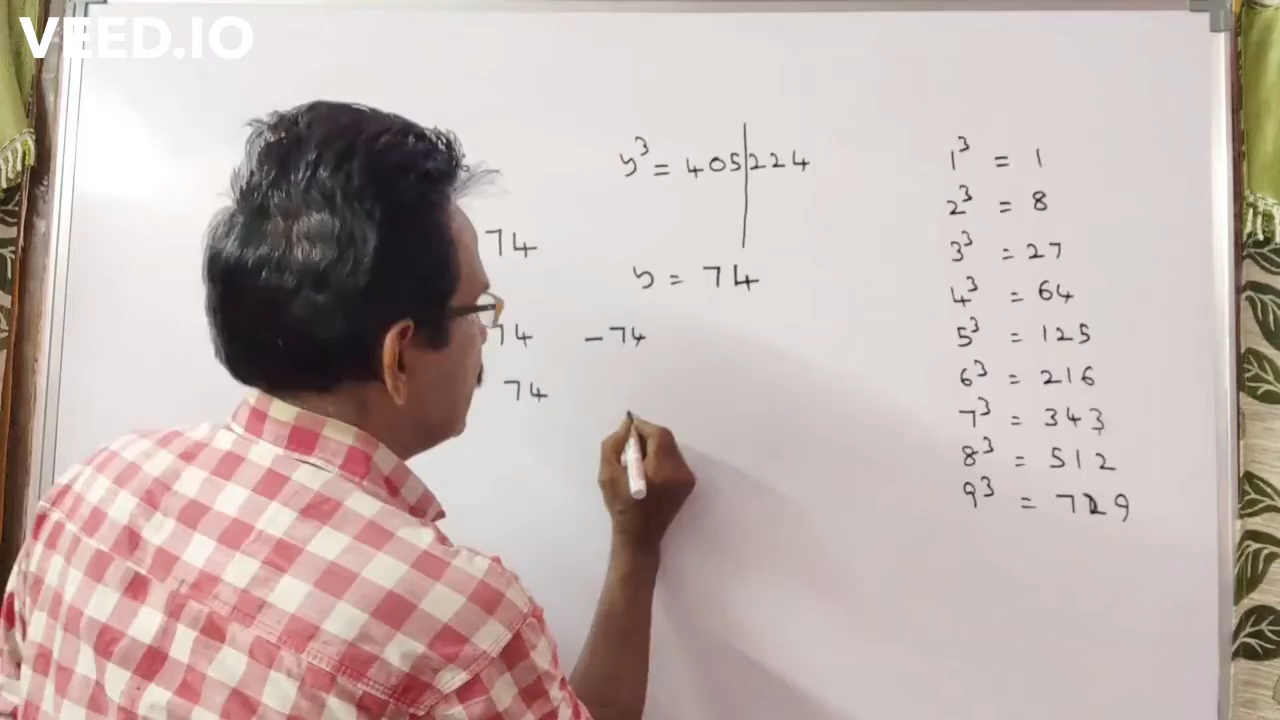 VEED.IO
y³ = 405|224
74
y = 74
74 -74
74
1³ = 1
2³ = 8
3³ = 27
4³ = 64
5³ = 125
6³ = 216
7³ = 343
8³ = 512
9³ = 729